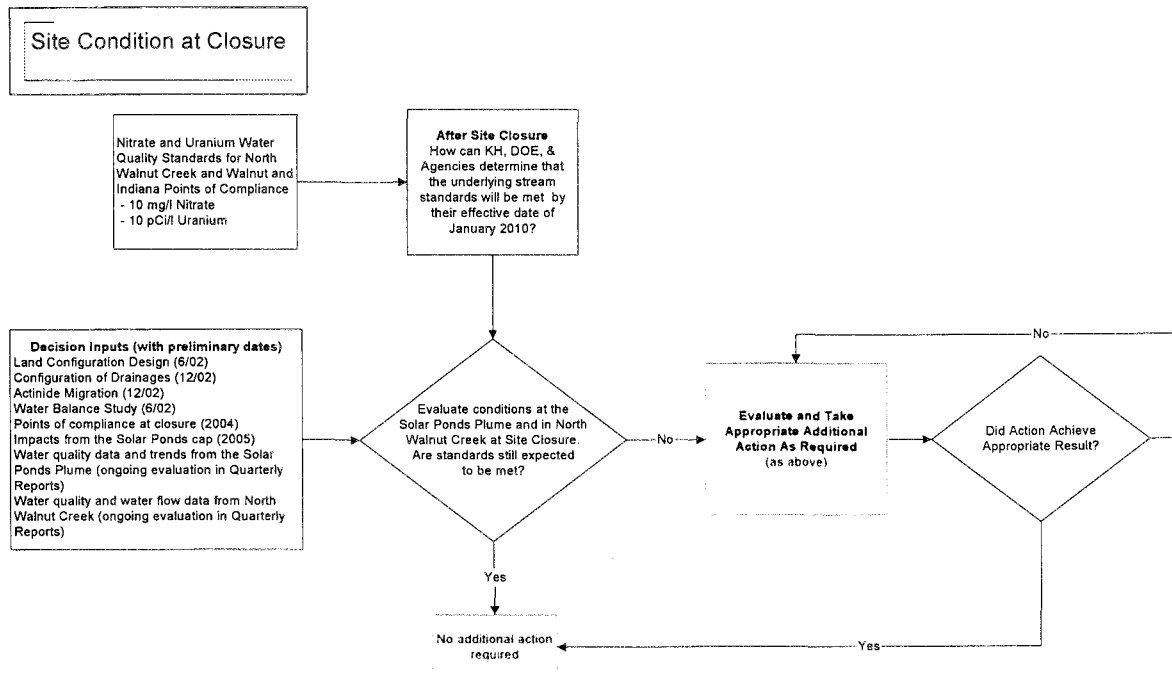 Site Condition at Closure
Nitrate and Uranium Water
Quality Standards for North
Walnut Creek and Walnut and
Indiana Points of Compliance
- 10 mg/l Nitrate
- 10 pCi/l Uranium
After Site Closure
How can KH, DOE, &
Agencies determine that
the underlying stream
standards will be met by
their effective date of
January 2010?
Decision Inputs (with preliminary dates)
Land Configuration Design (6/02)
Configuration of Drainages (12/02)
Actinide Migration (12/02)
Water Balance Study (6/02)
Points of compliance at closure (2004)
Impacts from the Solar Ponds cap (2005)
Water quality data and trends from the Solar
Ponds Plume (ongoing evaluation in Quarterly
Reports)
Water quality and water flow data from North
Walnut Creek (ongoing evaluation in Quarterly
Reports)
Evaluate conditions at the
Solar Ponds Plume and in North
Walnut Creek at Site Closure.
Are standards still expected
to be met?
No
Evaluate and Take
Appropriate Additional
Action As Required
(as above)
No
Did Action Achieve
Appropriate Result?
Yes
No additional action
required
Yes